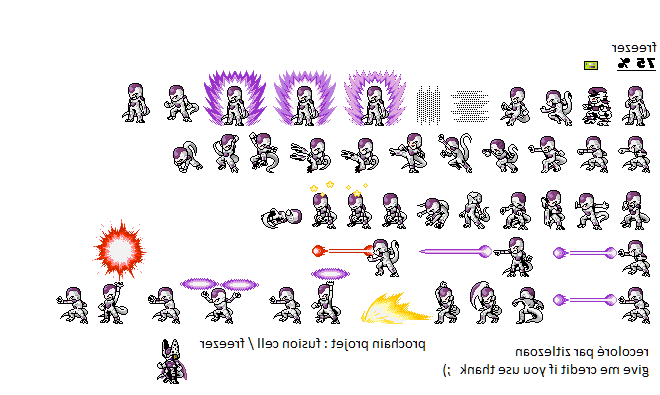 freezer
75 %
prochain projet : fusion cell / freezer
recoloré par zitlezoan
give me credit if you use thank ;)